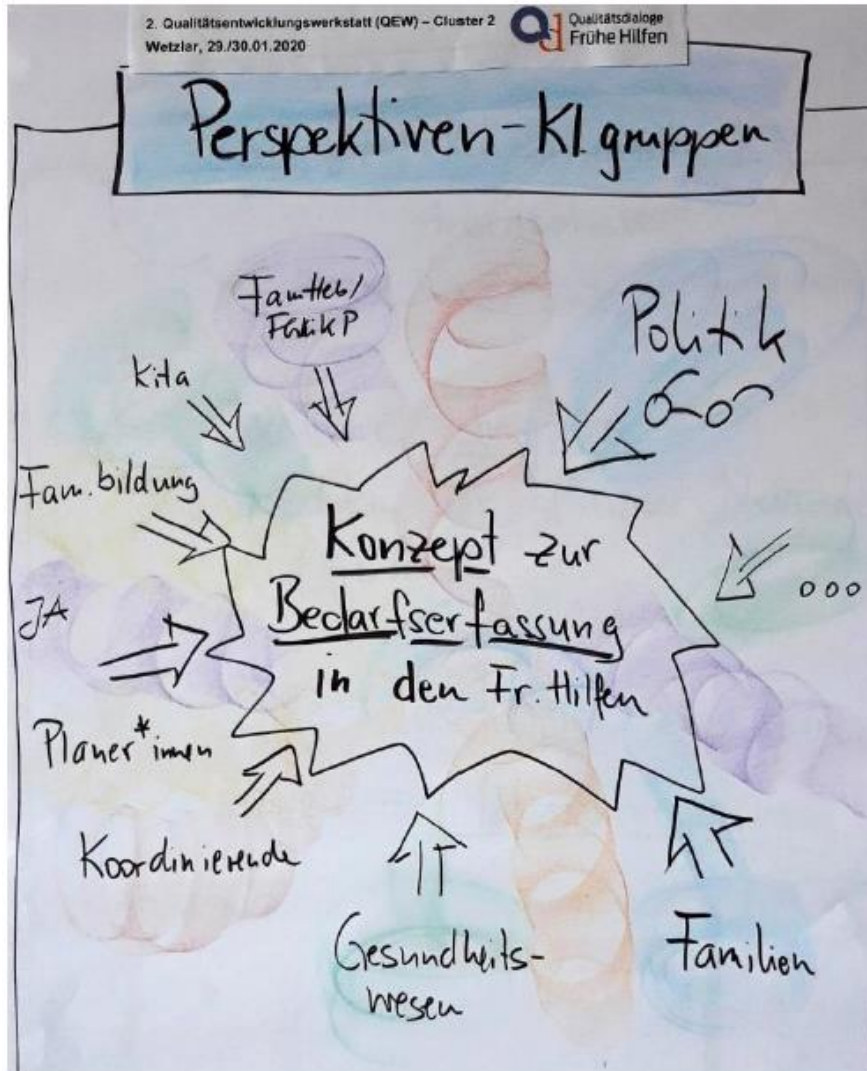 2. Qualitätsentwicklungswerkstatt (QEW) – Cluster 2
Wetzlar, 29./30.01.2020
Qualitätsdialoge
Frühe Hilfen
Perspektiven-Kl.gruppen
FamHeb/
Politik
Kita
Fam.bildung
Konzept zur
Bedarfserfassung
in den Fr. Hilfen
ooo
JA
Planer*innen
Koordinierende
Gesundheits-
wesen
Familien